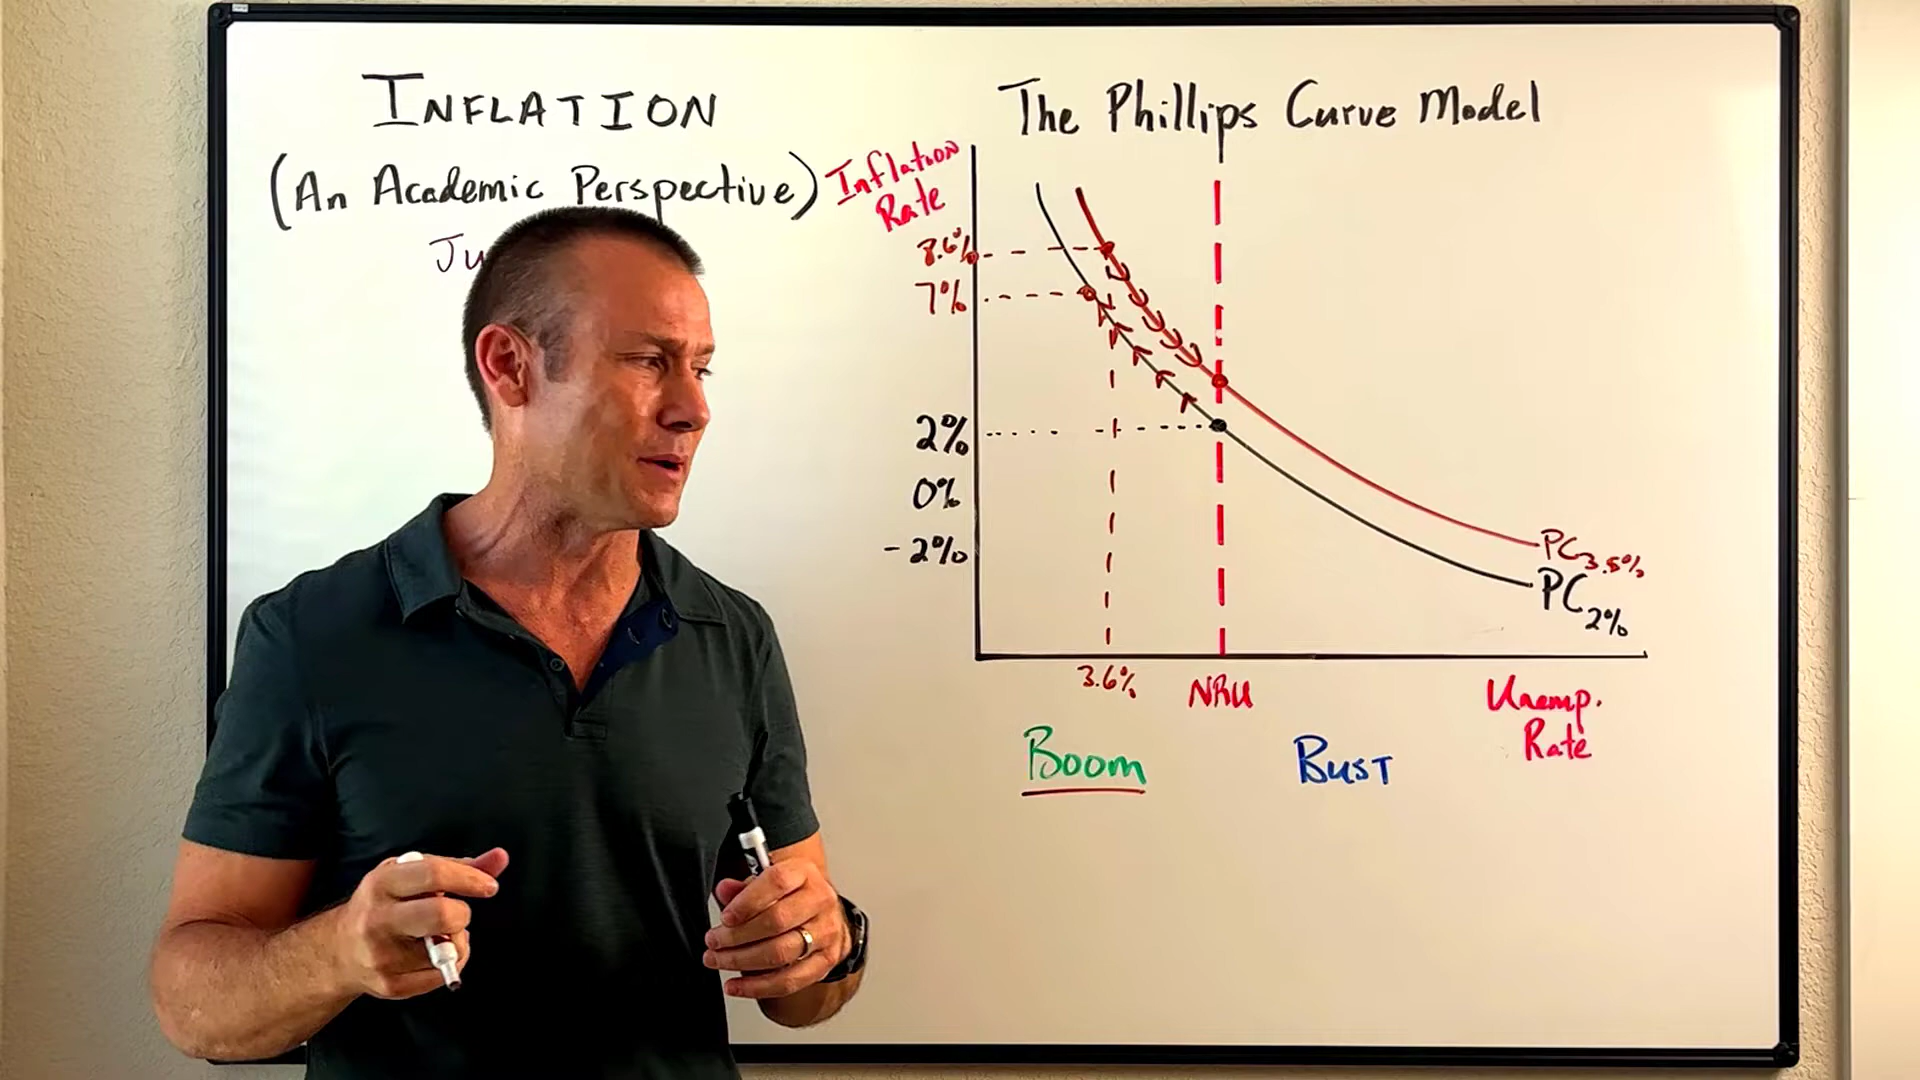 INFLATION
(An Academic Perspective)
The Phillips Curve Model
Inflation
Rate
8.6%
7%
2%
0%
-2%
PC3.5%
PC2%
3.6%
NRU
Unemp.
Rate
Boom
BUST